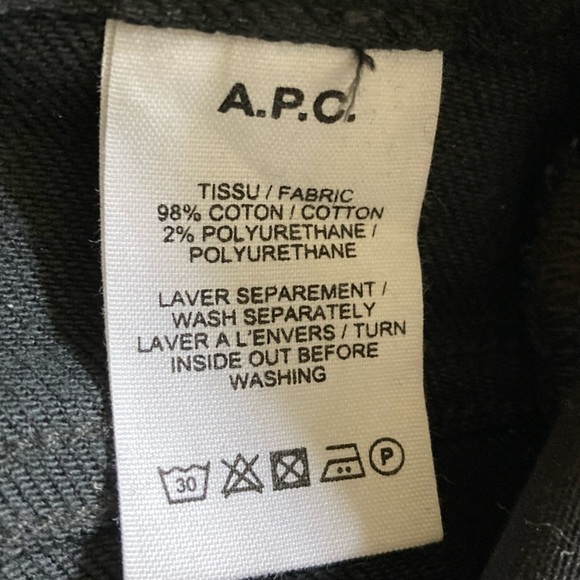 A.P.C.
TISSU / FABRIC
98% COTON / COTTON
2% POLYURETHANE /
POLYURETHANE
LAVER SEPAREMENT /
WASH SEPARATELY
LAVER A L'ENVERS / TURN
INSIDE OUT BEFORE
WASHING
30 P